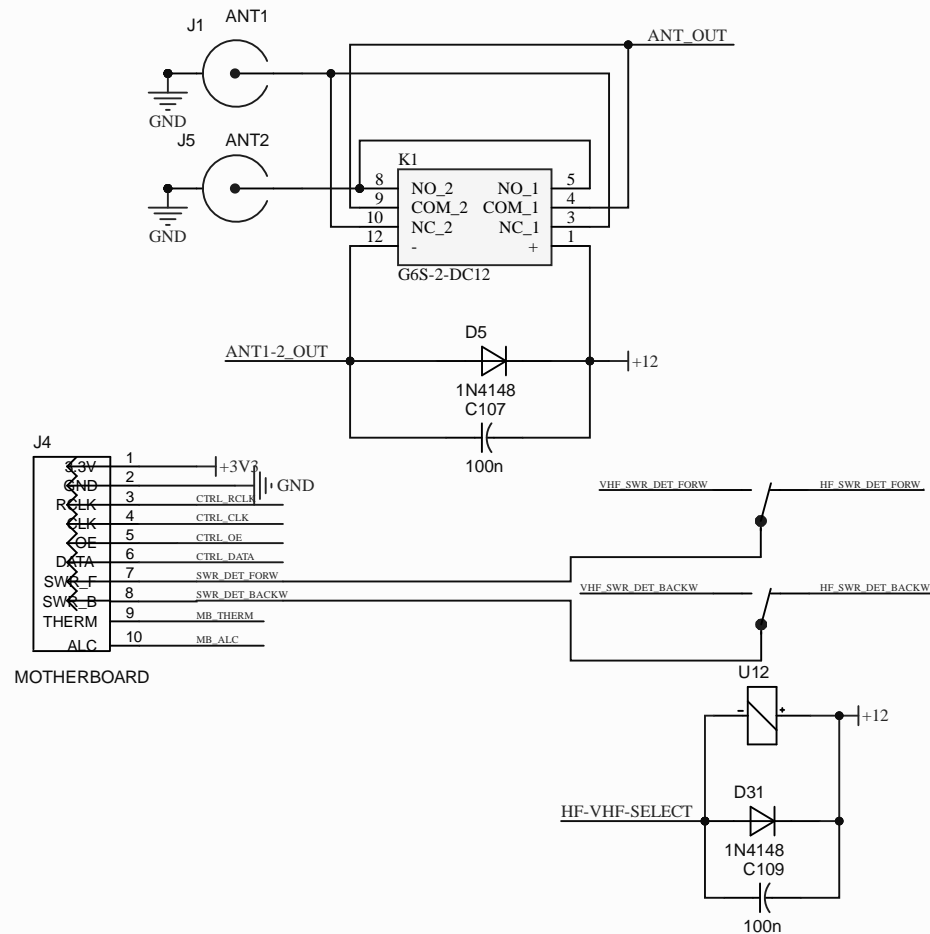 ANT1
J1
ANT_OUT
GND
J5
ANT2
K1
8 NO_2 NO_1 5
9 COM_2 COM_1 4
10 NC_2 NC_1 3
12 - + 1
GND
G6S-2-DC12
D5
ANT1-2_OUT
+12
1N4148
C107
100n
J4
3.3V 1 +3V3
GND 2 GND
RCLK 3 CTRL_RCLK
CLK 4 CTRL_CLK
OE 5 CTRL_OE
DATA 6 CTRL_DATA
SWR_F 7 SWR_DET_FORW
SWR_B 8 SWR_DET_BACKW
THERM 9 MB_THERM
ALC 10 MB_ALC
MOTHERBOARD
VHF_SWR_DET_FORW HF_SWR_DET_FORW
VHF_SWR_DET_BACKW HF_SWR_DET_BACKW
U12
- +
+12
D31
HF-VHF-SELECT
1N4148
C109
100n